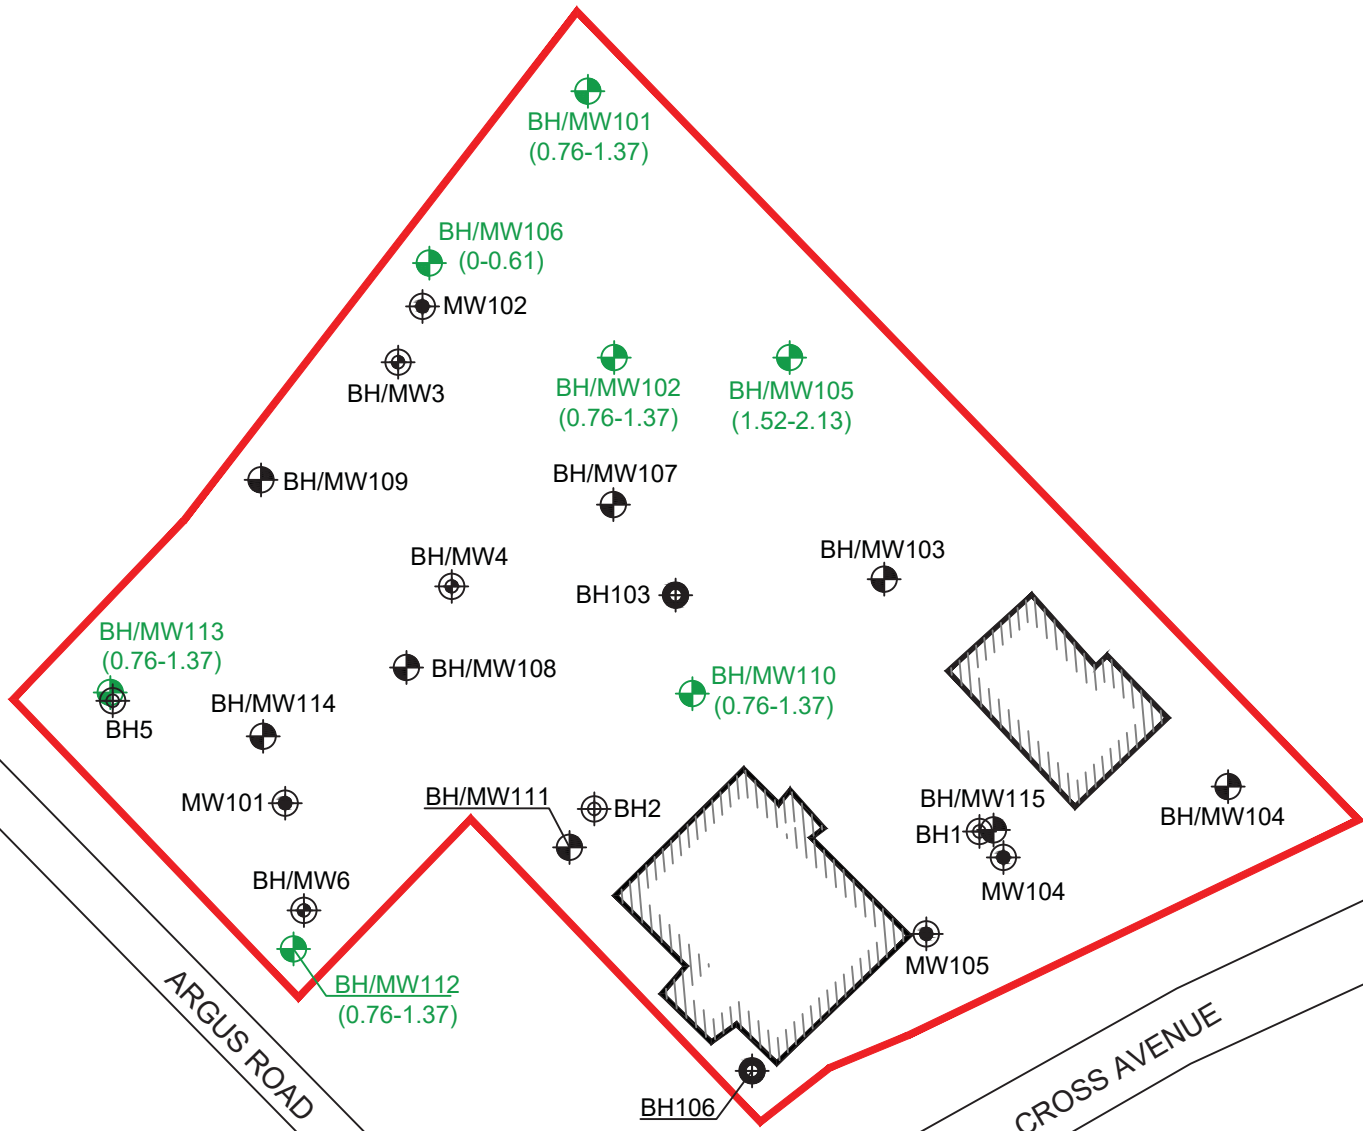 BH/MW101
(0.76-1.37)
BH/MW106
(0-0.61)
MW102
BH/MW3
BH/MW102
(0.76-1.37)
BH/MW105
(1.52-2.13)
BH/MW109
BH/MW107
BH/MW4
BH103
BH/MW103
BH/MW113
(0.76-1.37)
BH5
BH/MW108
BH/MW110
(0.76-1.37)
BH/MW114
MW101
BH/MW111
BH2
BH/MW115
BH1
MW104
BH/MW104
BH/MW6
MW105
BH/MW112
(0.76-1.37)
ARGUS ROAD
BH106
CROSS AVENUE